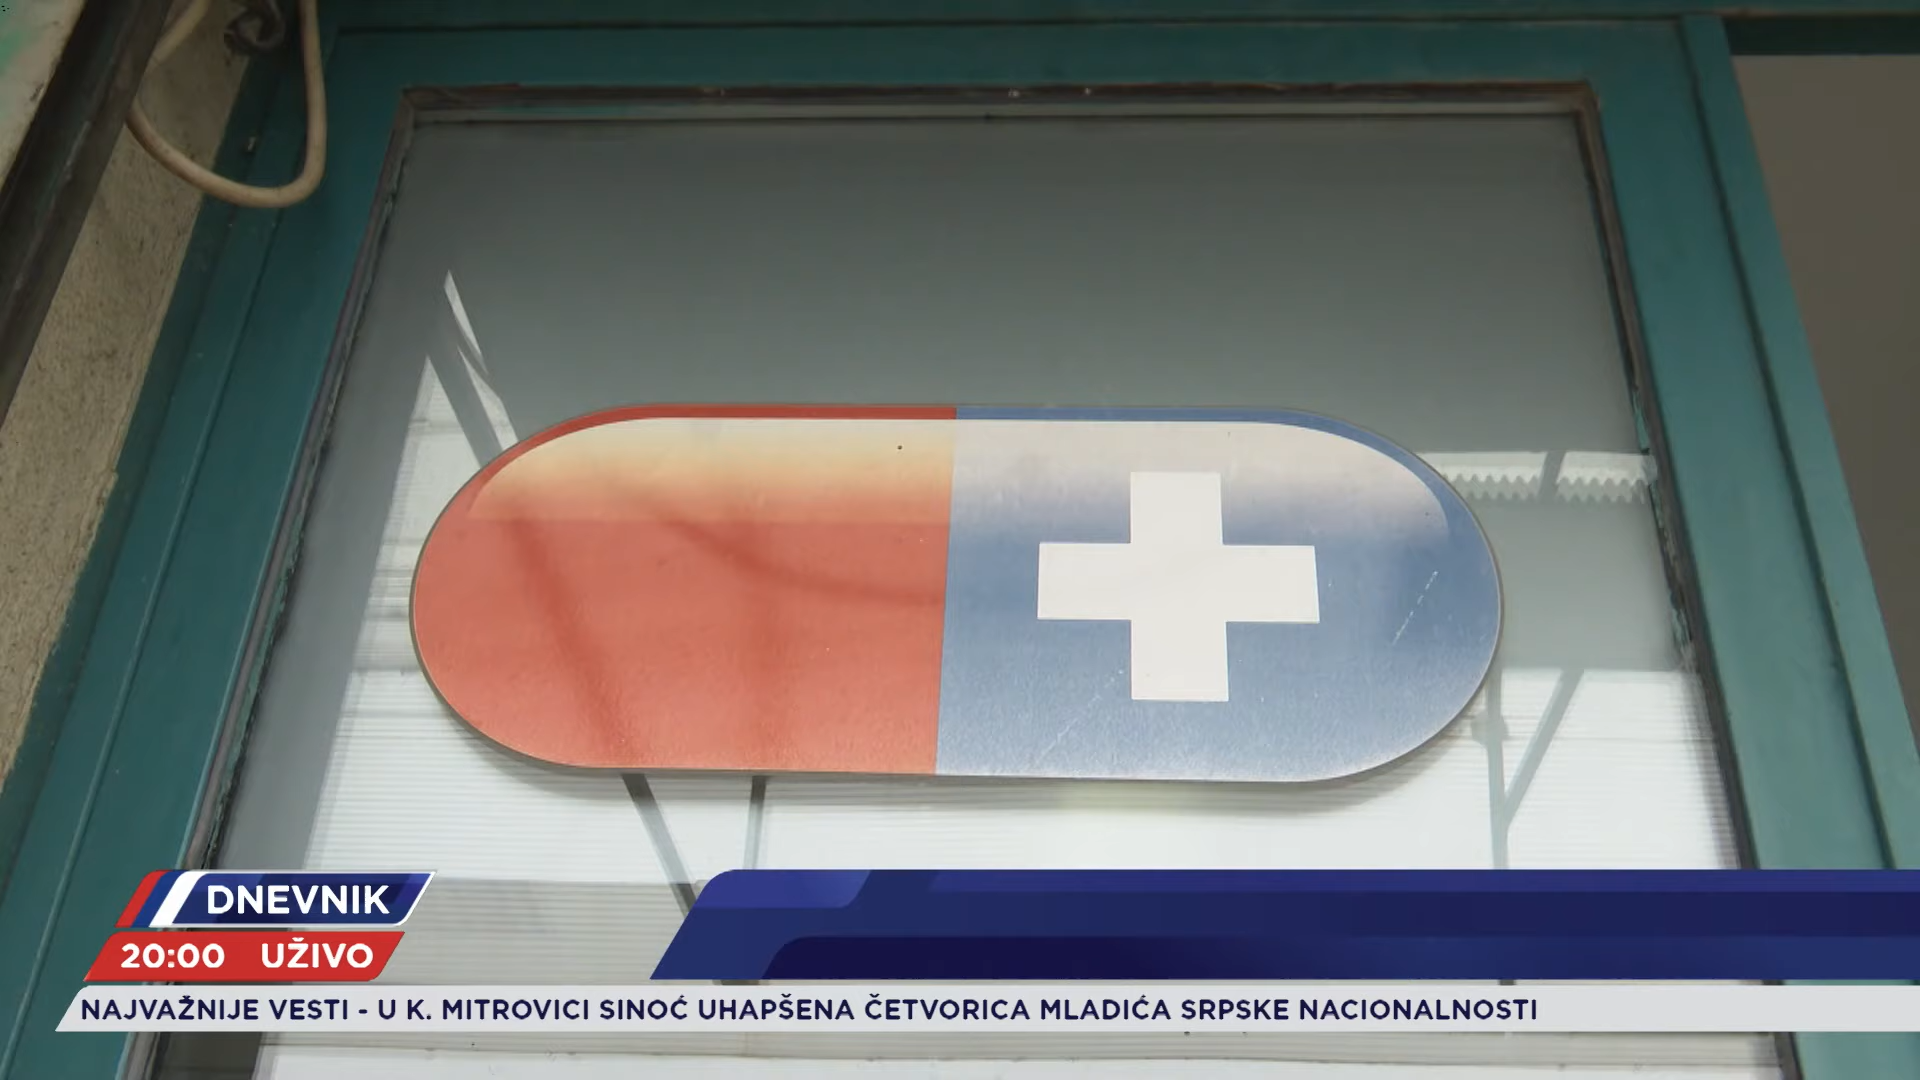 DNEVNIK
20:00 UŽIVO
NAJVAŽNIJE VESTI - U K. MITROVICI SINOĆ UHAPŠENA ČETVORICA MLADIĆA SRPSKE NACIONALNOSTI